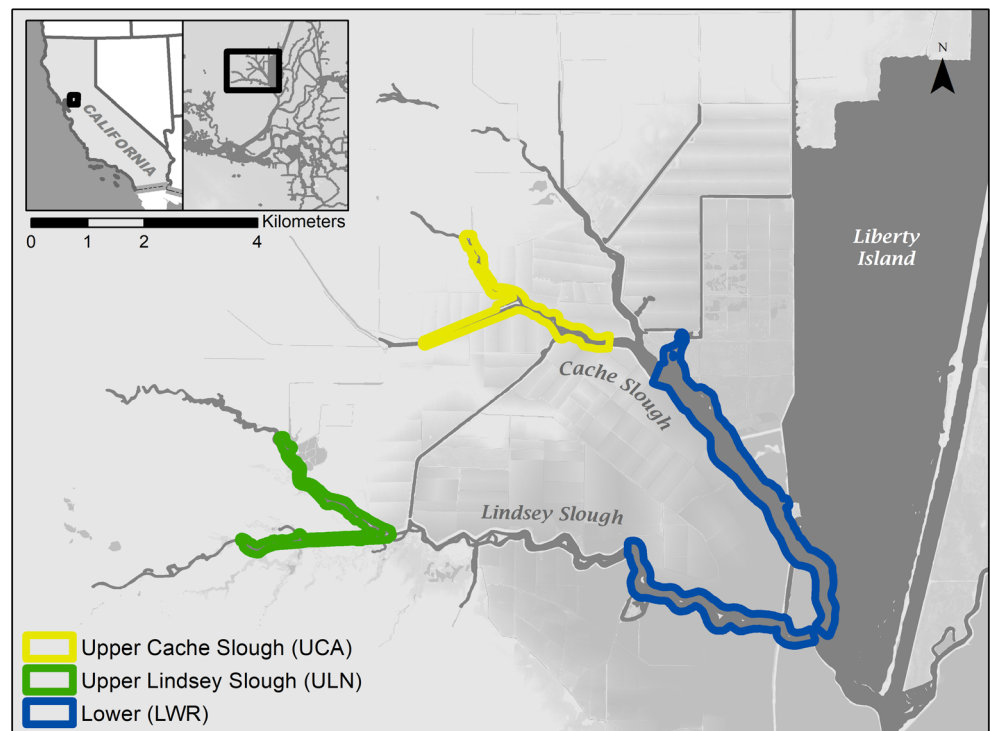 CALIFORNIA
Kilometers
0 1 2 4
N
Liberty
Island
Cache Slough
Lindsey Slough
Upper Cache Slough (UCA)
Upper Lindsey Slough (ULN)
Lower (LWR)